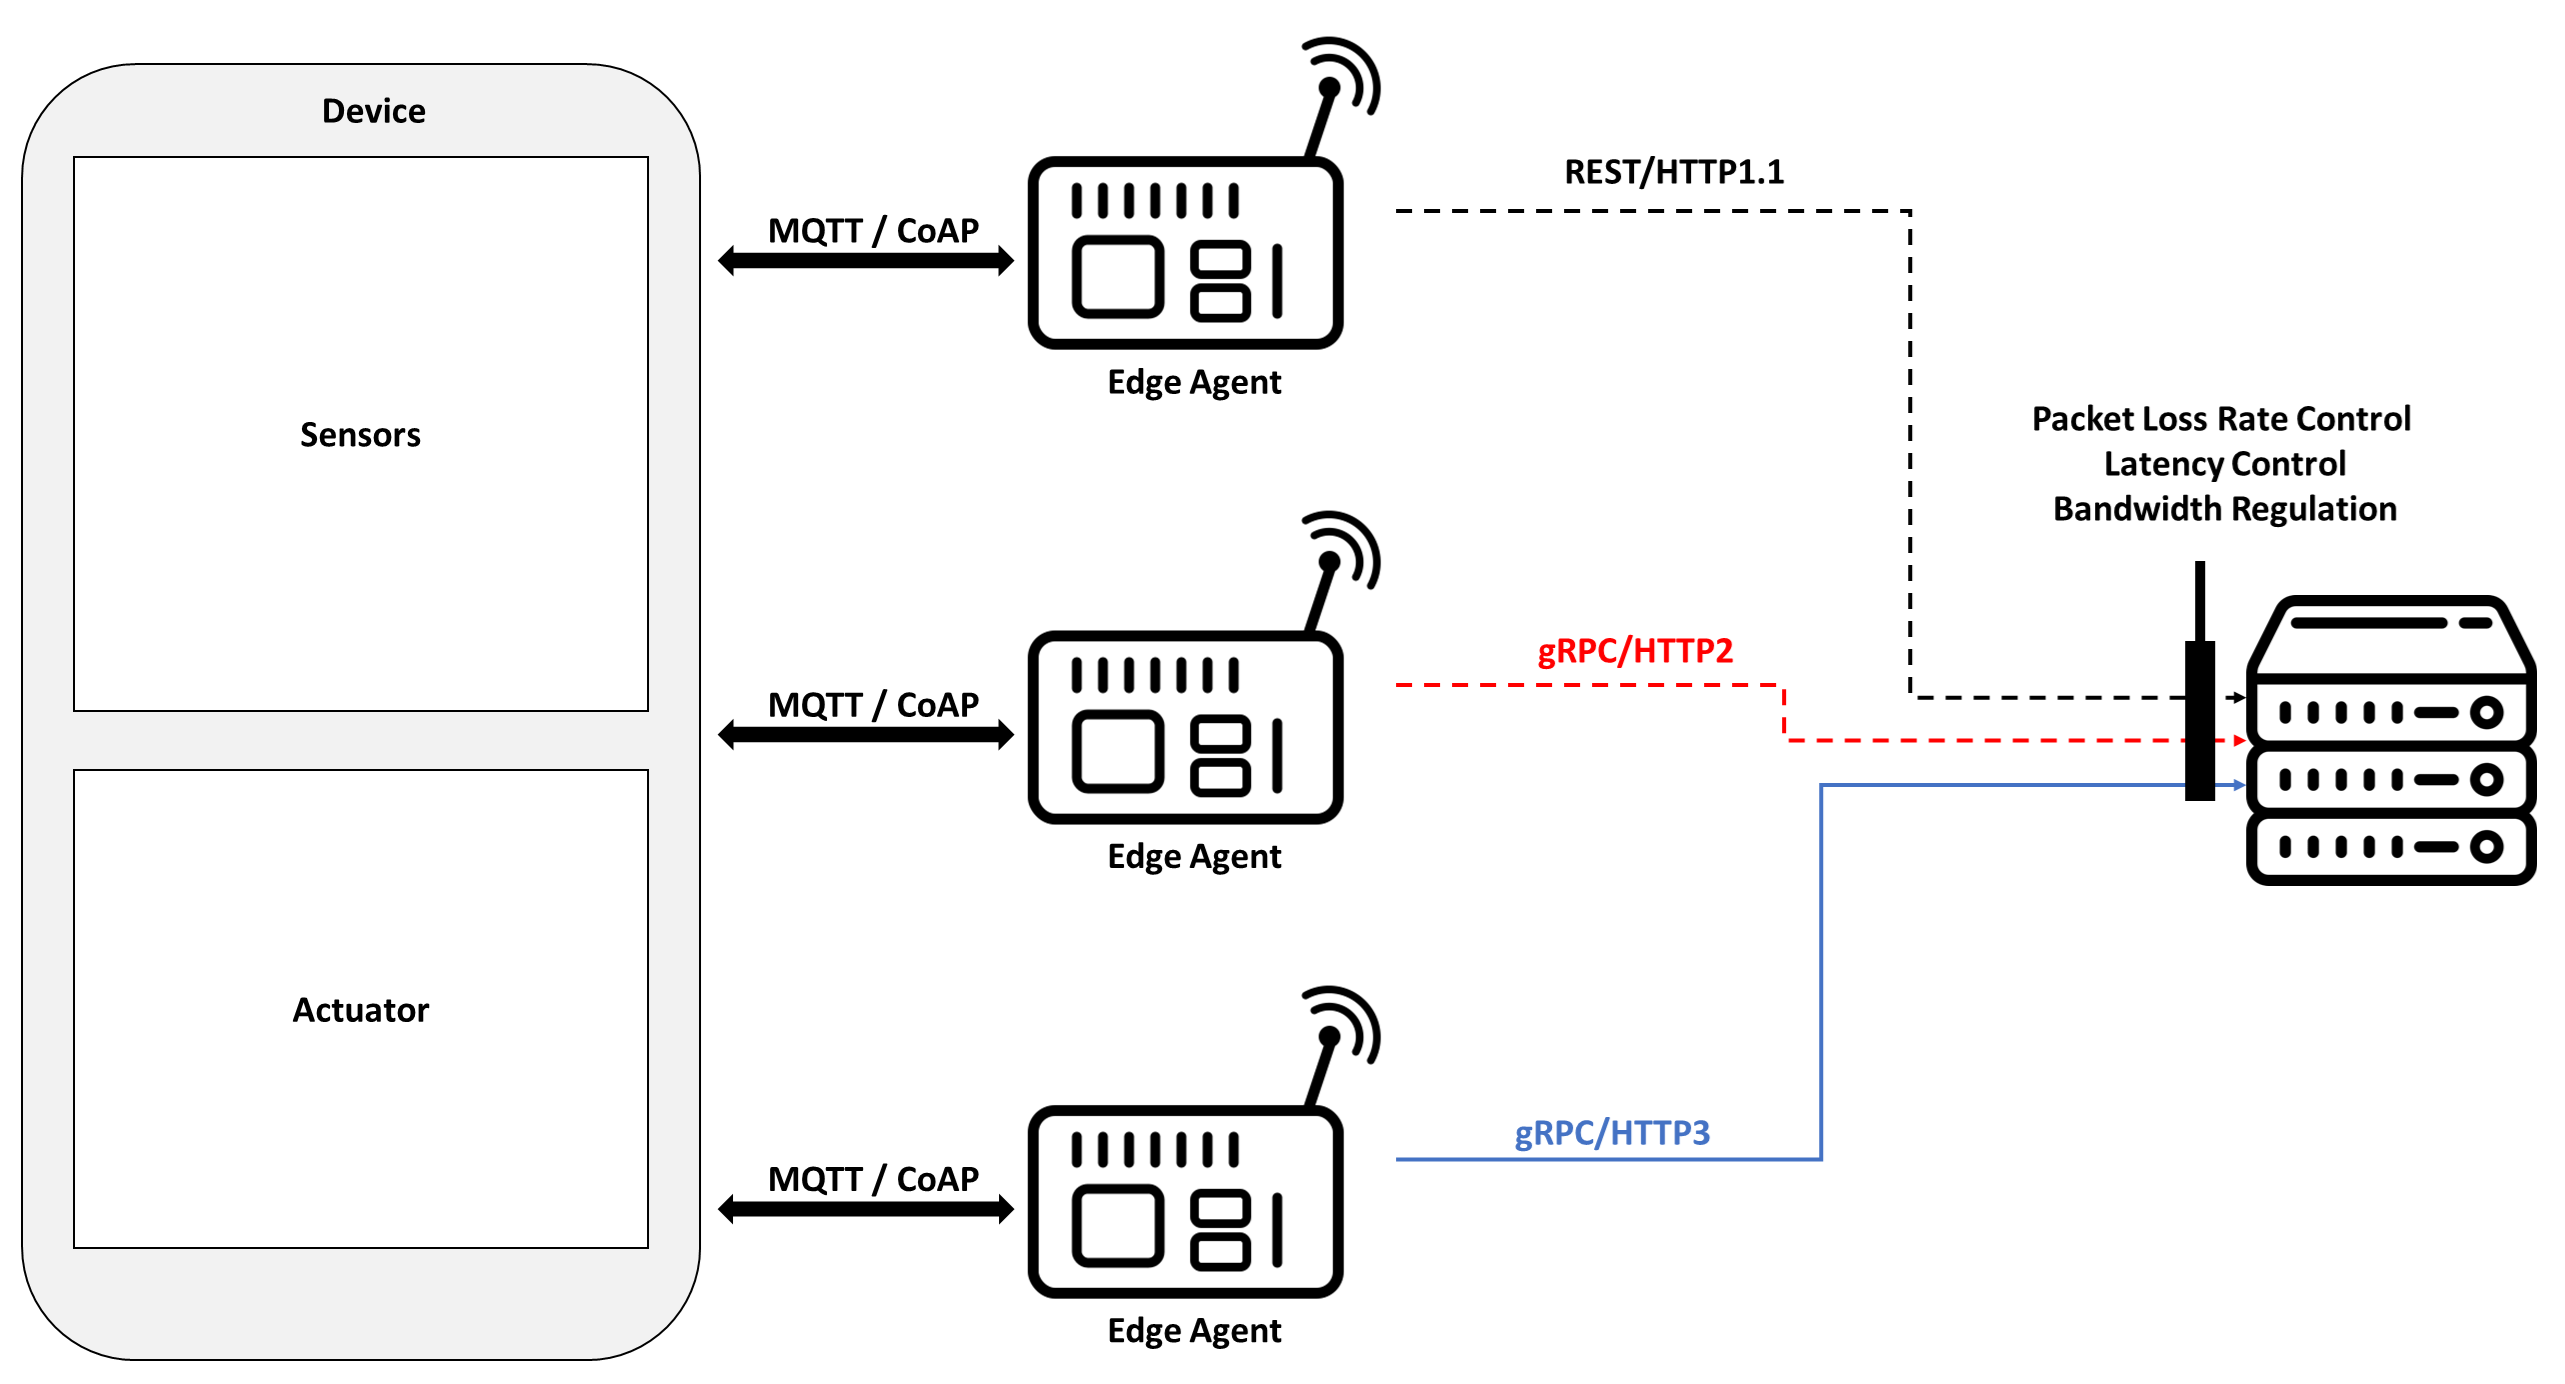 Device
Sensors
Actuator
MQTT / CoAP
Edge Agent
REST/HTTP1.1
MQTT / CoAP
Edge Agent
gRPC/HTTP2
MQTT / CoAP
Edge Agent
gRPC/HTTP3
Packet Loss Rate Control
Latency Control
Bandwidth Regulation